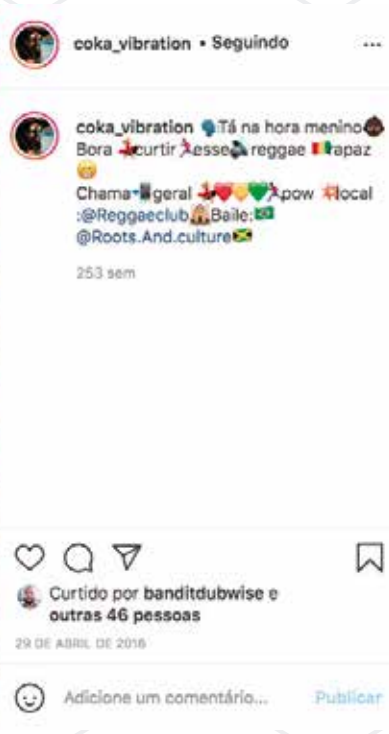 coka_vibration • Seguindo ...
coka_vibration 🗣Tá na hora menino
Bora 💃curtir 🏃esse🔊reggae 🇲🇱rapaz
😁
Chama📲geral 💃❤️💛💚🏃pow 💥local
:@ReggaecIub🏠Baile:🇧🇷
@Roots.And.culture🇯🇲
253 sem
Curtido por banditdubwise e
outras 46 pessoas
29 DE ABRIL DE 2016
Adicione um comentário... Publicar